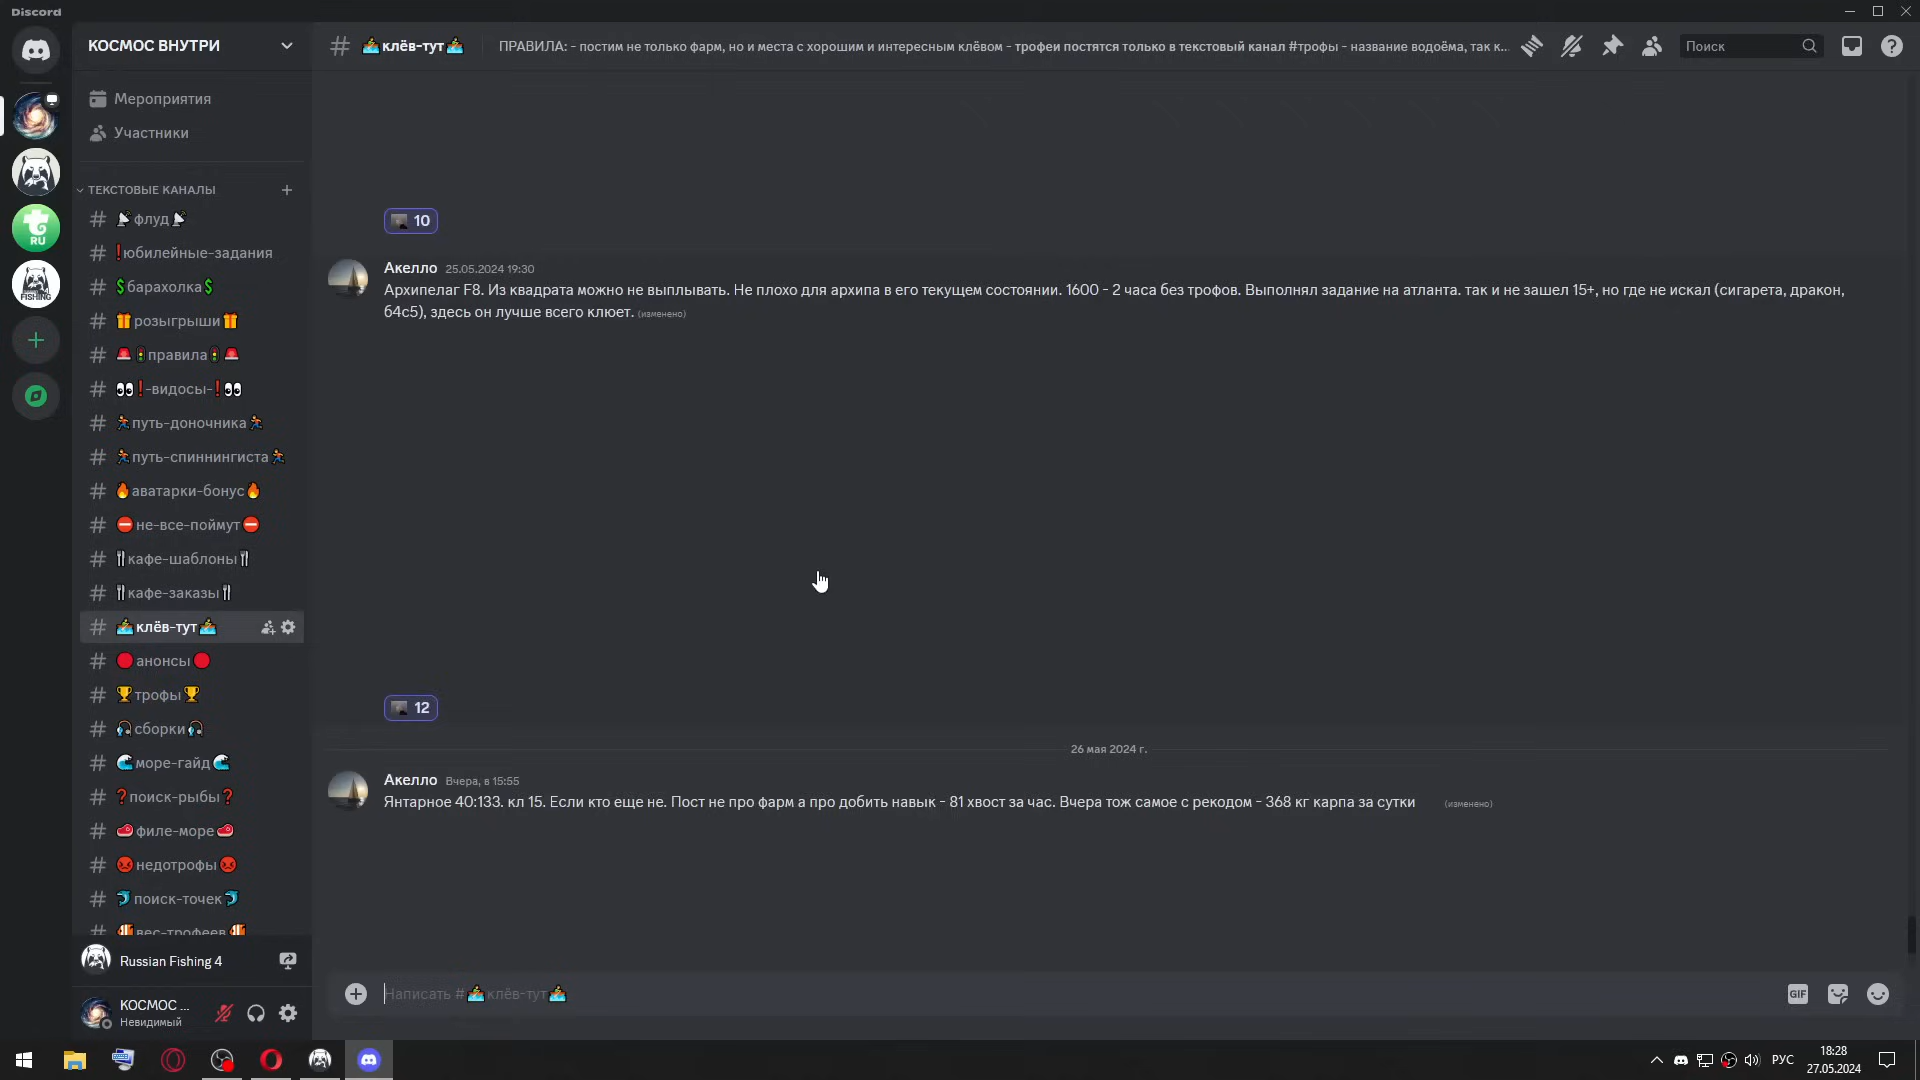 Discord
КОСМОС ВНУТРИ
Мероприятия
Участники
ТЕКСТОВЫЕ КАНАЛЫ
# 📡флуд📡
# ❗юбилейные-задания
# 💲барахолка💲
# 🎁розыгрыши🎁
# 🚨🚦правила🚦🚨
# 👀❗-видосы-❗👀
# 🏃путь-доночника🏃
# 🏃путь-спиннингиста🏃
# 🔥аватарки-бонус🔥
# ⛔не-все-поймут⛔
# 🍴кафе-шаблоны🍴
# 🍴кафе-заказы🍴
# 🚣клёв-тут🚣
# 🔴анонсы🔴
# 🏆трофы🏆
# 🎧сборки🎧
# 🌊море-гайд🌊
# ❓поиск-рыбы❓
# 🥩филе-море🥩
# 😡недотрофы😡
# 🐬поиск-точек🐬
# 🐠вес-трофеев🐠
RU
FISHING
Russian Fishing 4
КОСМОС ...
Невидимый
# 🚣клёв-тут🚣
ПРАВИЛА: - постим не только фарм, но и места с хорошим и интересным клёвом - трофеи постятся только в текстовый канал #трофы - название водоёма, так к...
Поиск
10
Акелло 25.05.2024 19:30
Архипелаг F8. Из квадрата можно не выплывать. Не плохо для архипа в его текущем состоянии. 1600 - 2 часа без трофов. Выполнял задание на атланта. так и не зашел 15+, но где не искал (сигарета, дракон,
64с5), здесь он лучше всего клюет. (изменено)
12
26 мая 2024 г.
Акелло Вчера, в 15:55
Янтарное 40:133. кл 15. Если кто еще не. Пост не про фарм а про добить навык - 81 хвост за час. Вчера тож самое с рекодом - 368 кг карпа за сутки (изменено)
Написать #🚣клёв-тут🚣
GIF
РУС
18:28
27.05.2024